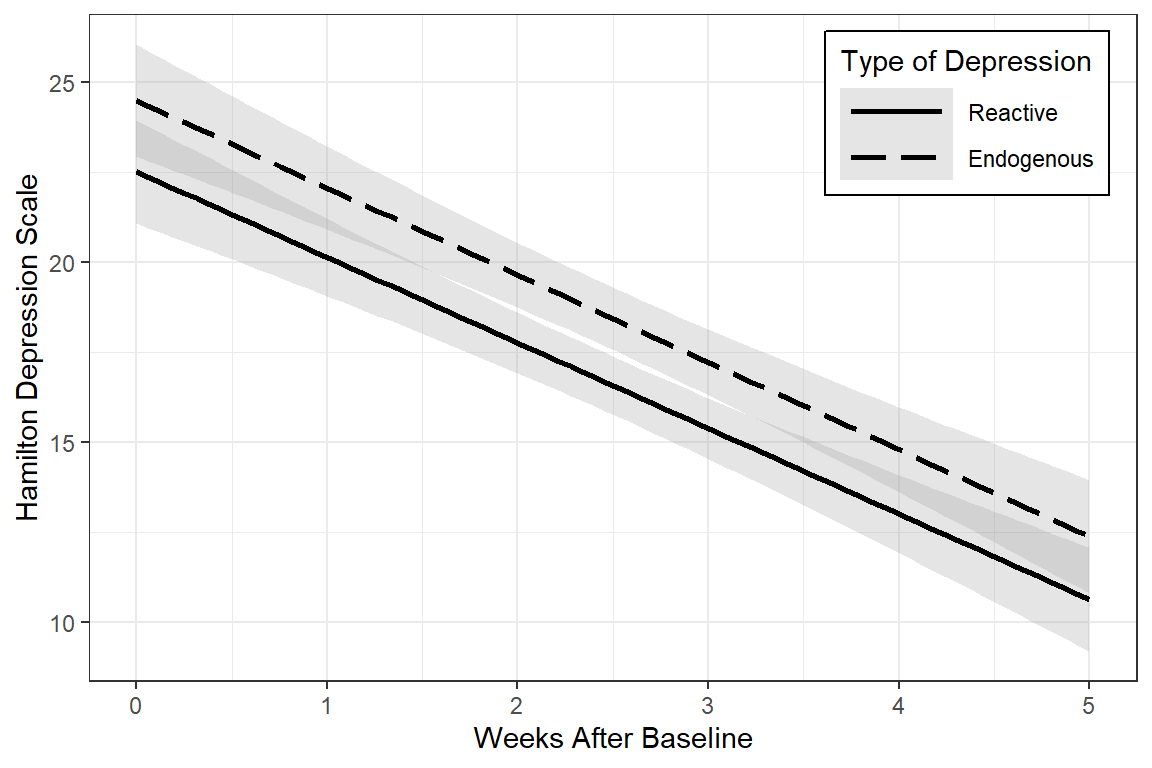 Type of Depression
Reactive
Endogenous
Hamilton Depression Scale
25
20
15
10
0 1 2 3 4 5
Weeks After Baseline